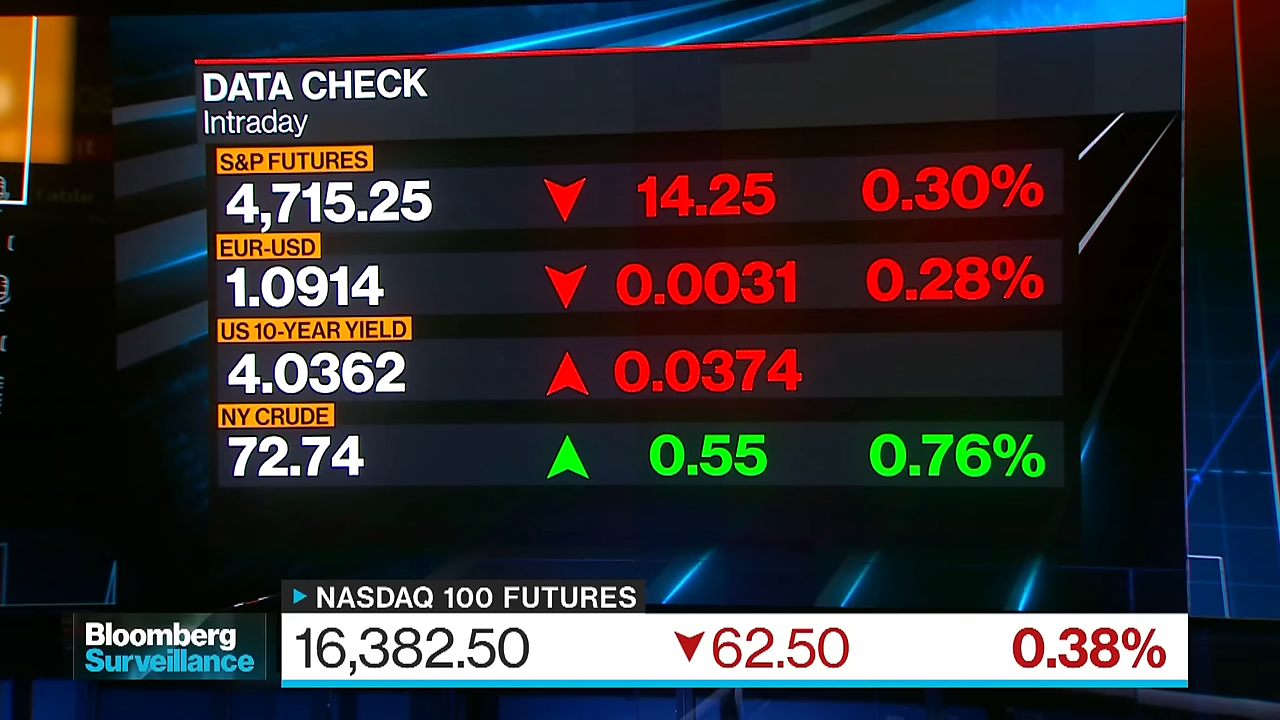 DATA CHECK
Intraday
S&P FUTURES
4,715.25 ▼ 14.25 0.30%
EUR-USD
1.0914 ▼ 0.0031 0.28%
US 10-YEAR YIELD
4.0362 ▲ 0.0374
NY CRUDE
72.74 ▲ 0.55 0.76%
NASDAQ 100 FUTURES
Bloomberg
Surveillance
16,382.50 ▼ 62.50 0.38%